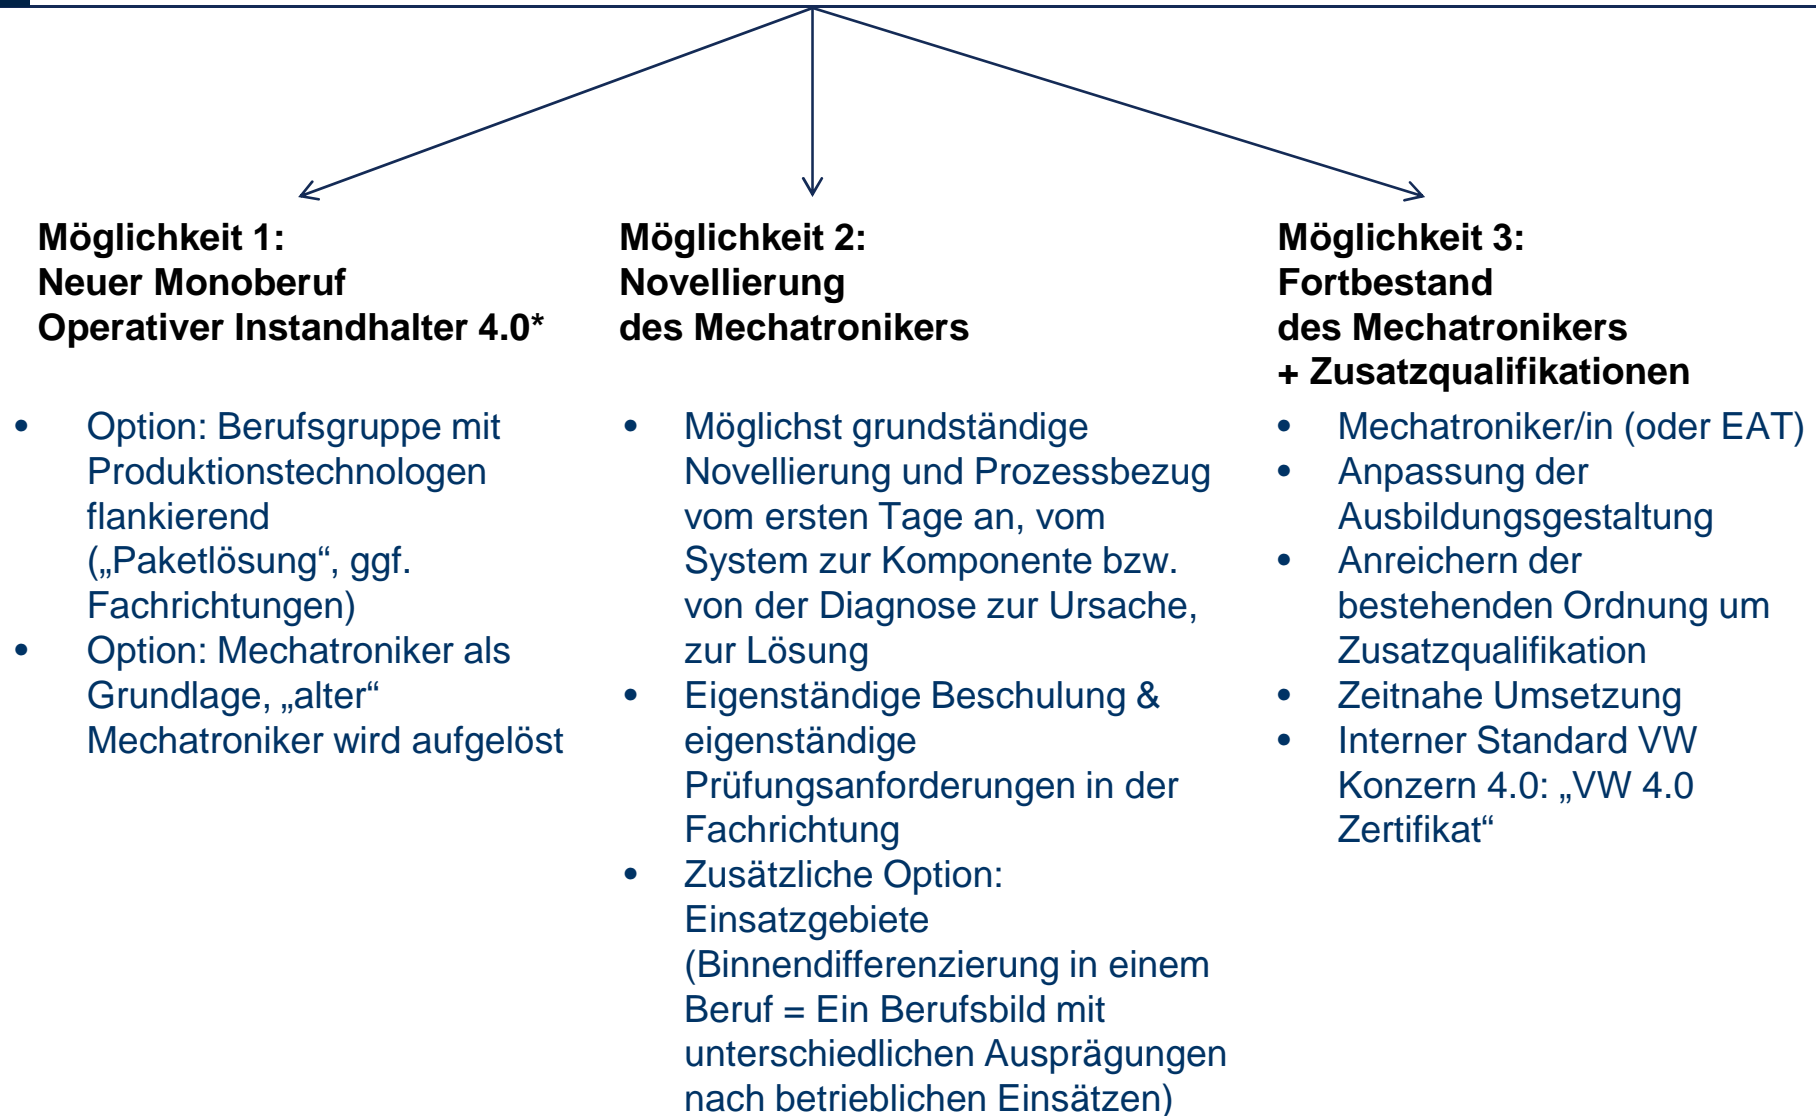 Möglichkeit 1:
Neuer Monoberuf
Operativer Instandhalter 4.0*
• Option: Berufsgruppe mit
Produktionstechnologen
flankierend
(„Paketlösung“, ggf.
Fachrichtungen)
• Option: Mechatroniker als
Grundlage, „alter“
Mechatroniker wird aufgelöst
Möglichkeit 2:
Novellierung
des Mechatronikers
• Möglichst grundständige
Novellierung und Prozessbezug
vom ersten Tage an, vom
System zur Komponente bzw.
von der Diagnose zur Ursache,
zur Lösung
• Eigenständige Beschulung &
eigenständige
Prüfungsanforderungen in der
Fachrichtung
• Zusätzliche Option:
Einsatzgebiete
(Binnendifferenzierung in einem
Beruf = Ein Berufsbild mit
unterschiedlichen Ausprägungen
nach betrieblichen Einsätzen)
Möglichkeit 3:
Fortbestand
des Mechatronikers
+ Zusatzqualifikationen
• Mechatroniker/in (oder EAT)
• Anpassung der
Ausbildungsgestaltung
• Anreichern der
bestehenden Ordnung um
Zusatzqualifikation
• Zeitnahe Umsetzung
• Interner Standard VW
Konzern 4.0: „VW 4.0
Zertifikat“